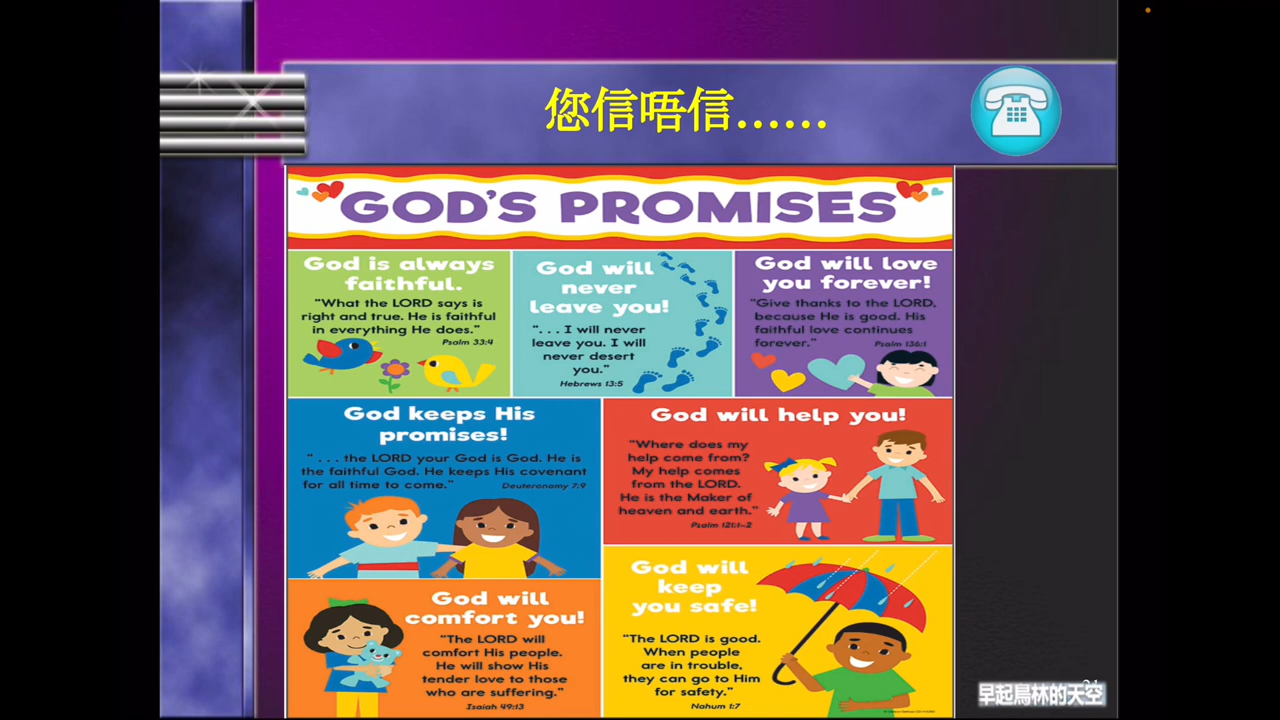 您信唔信……
GOD'S PROMISES
God is always
faithful.
"What the LORD says is
right and true. He is faithful
in everything He does."
Psalm 33:4
God will
never
leave you!
". . . I will never
leave you. I will
never desert
you."
Hebrews 13:5
God will love
you forever!
"Give thanks to the LORD,
because He is good. His
faithful love continues
forever."
Psalm 136:1
God keeps His
promises!
" . . . the LORD your God is God. He is
the faithful God. He keeps His covenant
for all time to come."
Deuteronomy 7:9
God will help you!
"Where does my
help come from?
My help comes
from the LORD.
He is the Maker of
heaven and earth."
Psalm 121:1–2
God will
comfort you!
"The LORD will
comfort His people.
He will show His
tender love to those
who are suffering."
Isaiah 49:13
God will
keep
you safe!
"The LORD is good.
When people
are in trouble,
they can go to Him
for safety."
Nahum 1:7
早起鳥林的天空